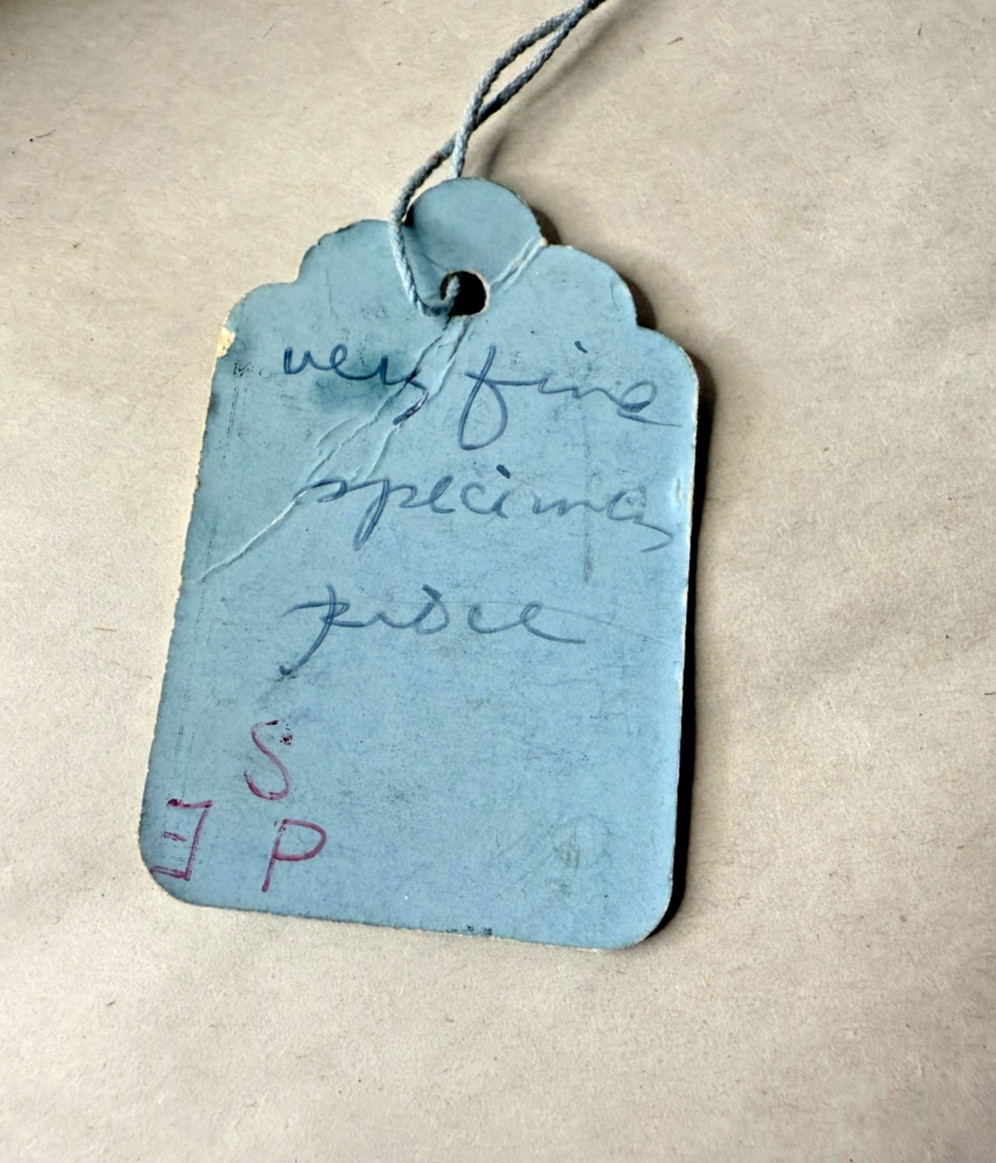 very fine
specimen
piece
S
Ǝ P